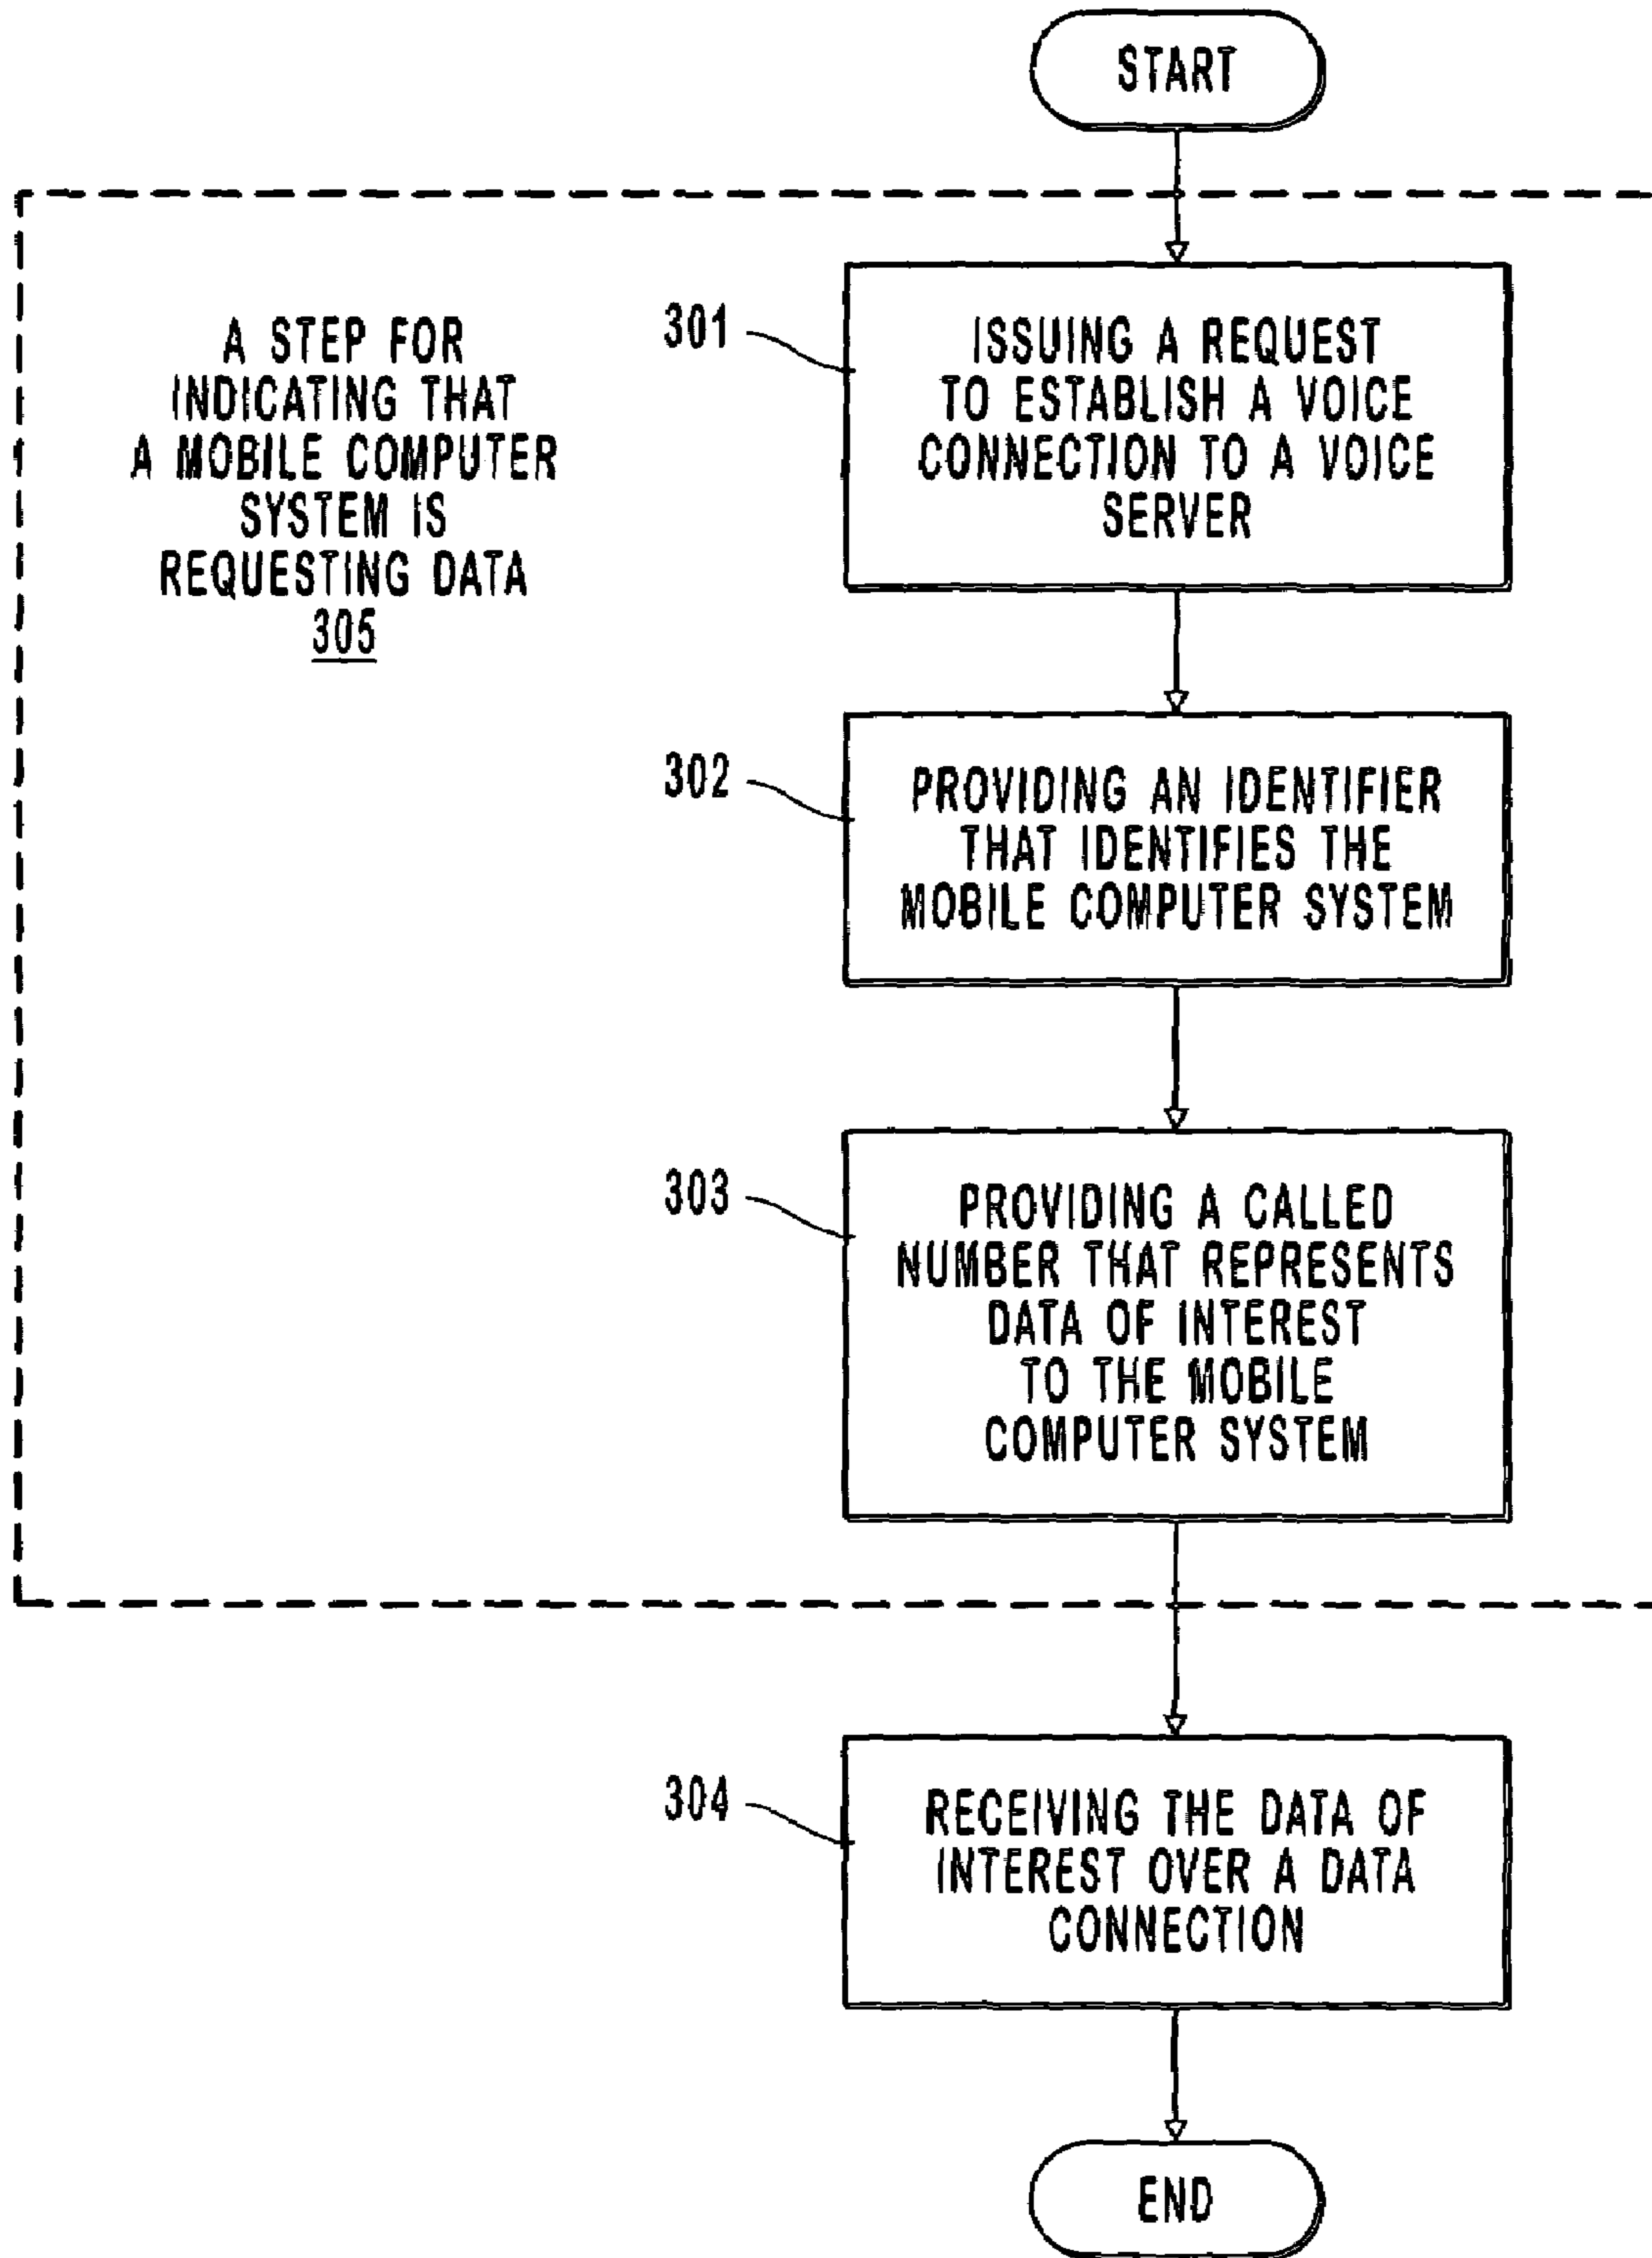 START
A STEP FOR
INDICATING THAT
A MOBILE COMPUTER
SYSTEM IS
REQUESTING DATA
305
301
ISSUING A REQUEST
TO ESTABLISH A VOICE
CONNECTION TO A VOICE
SERVER
302
PROVIDING AN IDENTIFIER
THAT IDENTIFIES THE
MOBILE COMPUTER SYSTEM
303
PROVIDING A CALLED
NUMBER THAT REPRESENTS
DATA OF INTEREST
TO THE MOBILE
COMPUTER SYSTEM
304
RECEIVING THE DATA OF
INTEREST OVER A DATA
CONNECTION
END